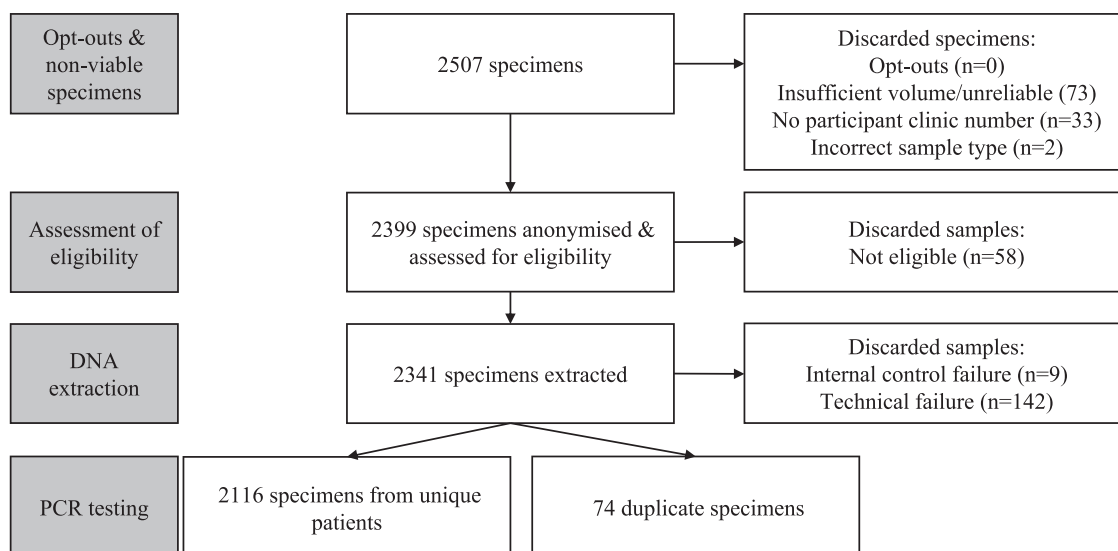 Opt-outs &
non-viable
specimens
2507 specimens
Discarded specimens:
Opt-outs (n=0)
Insufficient volume/unreliable (73)
No participant clinic number (n=33)
Incorrect sample type (n=2)
Assessment of
eligibility
2399 specimens anonymised &
assessed for eligibility
Discarded samples:
Not eligible (n=58)
DNA
extraction
2341 specimens extracted
Discarded samples:
Internal control failure (n=9)
Technical failure (n=142)
PCR testing
2116 specimens from unique
patients
74 duplicate specimens